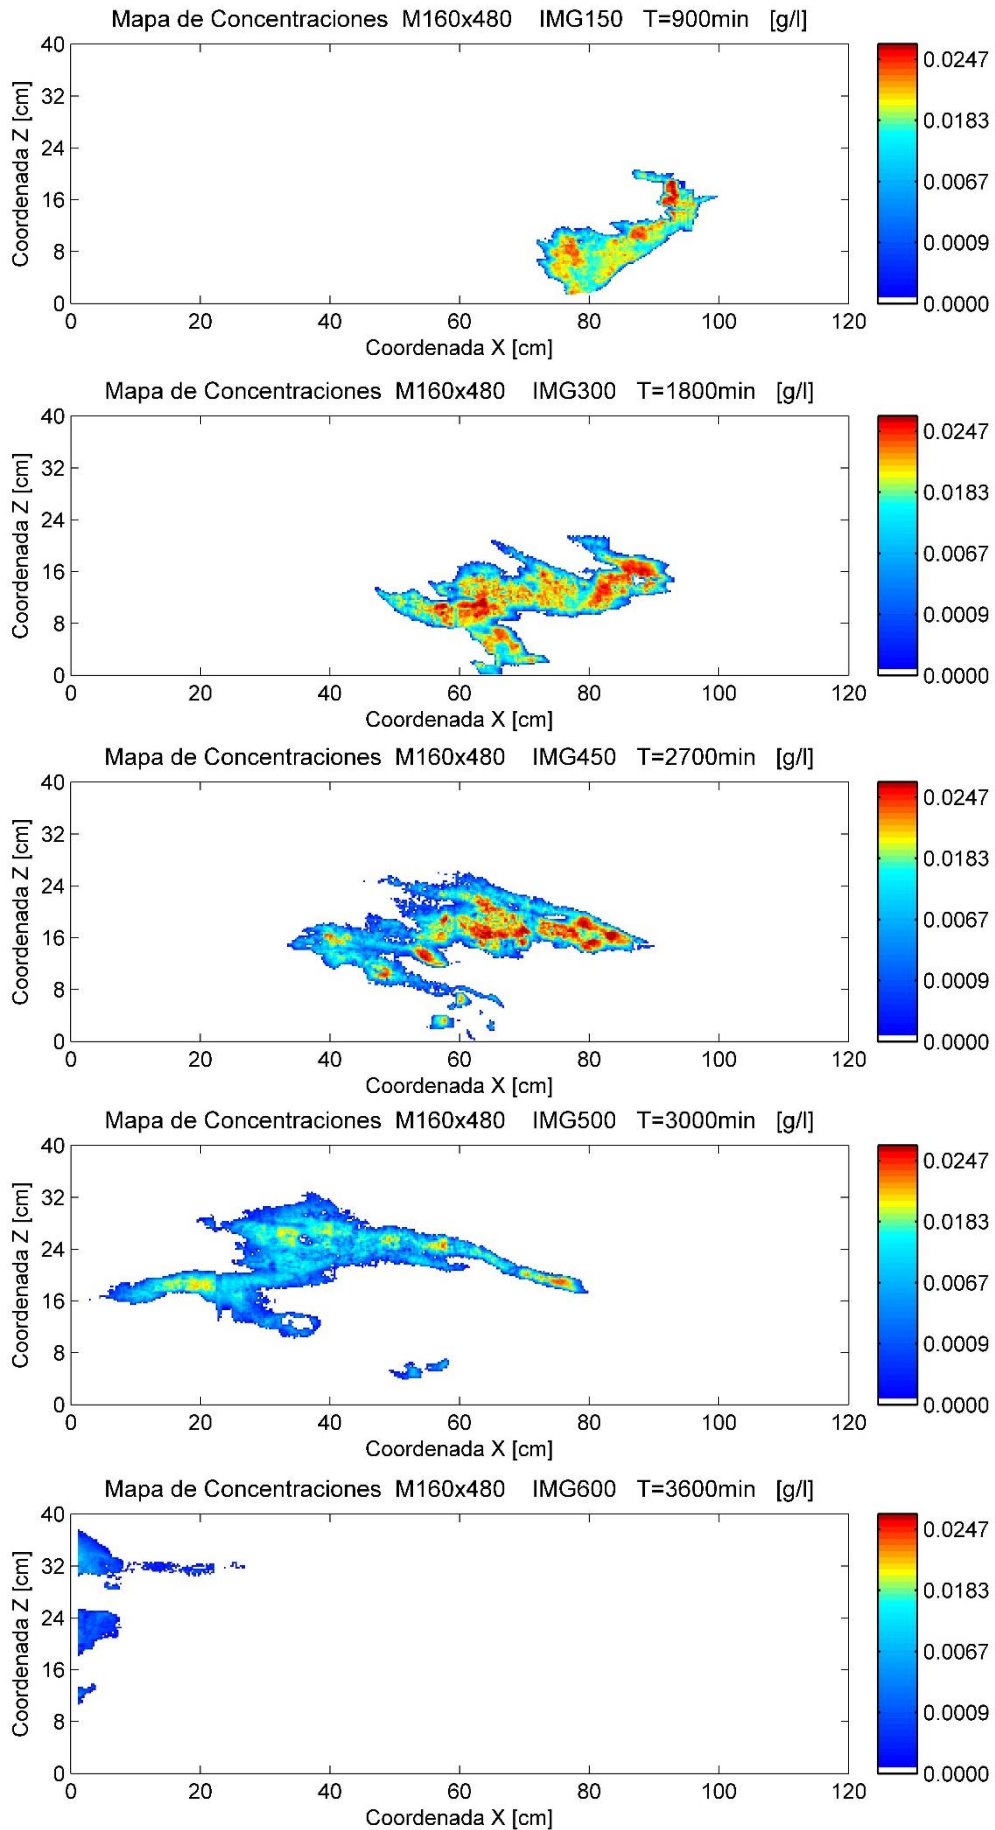 Mapa de Concentraciones M160x480 IMG150 T=900min [g/l]
40
32
24
16
8
0
Coordenada Z [cm]
0 20 40 60 80 100 120
Coordenada X [cm]
0.0247
0.0183
0.0067
0.0009
0.0000
Mapa de Concentraciones M160x480 IMG300 T=1800min [g/l]
40
32
24
16
8
0
Coordenada Z [cm]
0 20 40 60 80 100 120
Coordenada X [cm]
0.0247
0.0183
0.0067
0.0009
0.0000
Mapa de Concentraciones M160x480 IMG450 T=2700min [g/l]
40
32
24
16
8
0
Coordenada Z [cm]
0 20 40 60 80 100 120
Coordenada X [cm]
0.0247
0.0183
0.0067
0.0009
0.0000
Mapa de Concentraciones M160x480 IMG500 T=3000min [g/l]
40
32
24
16
8
0
Coordenada Z [cm]
0 20 40 60 80 100 120
Coordenada X [cm]
0.0247
0.0183
0.0067
0.0009
0.0000
Mapa de Concentraciones M160x480 IMG600 T=3600min [g/l]
40
32
24
16
8
0
Coordenada Z [cm]
0 20 40 60 80 100 120
Coordenada X [cm]
0.0247
0.0183
0.0067
0.0009
0.0000